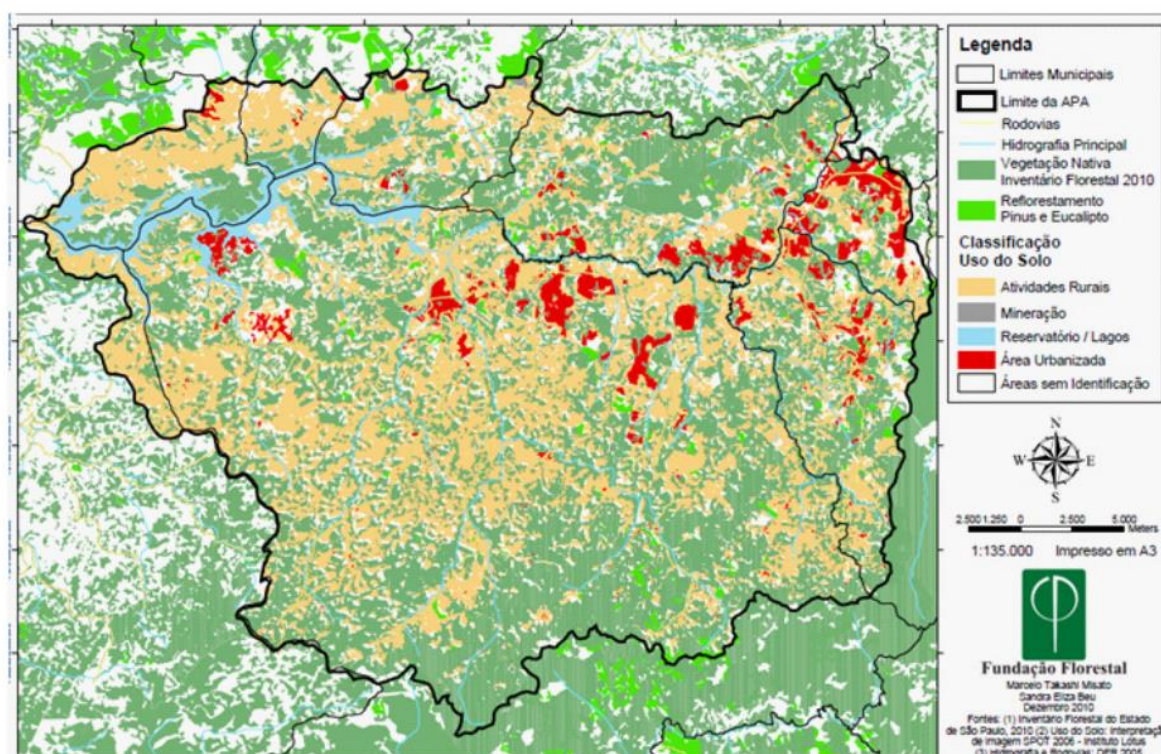 Legenda
Limites Municipais
Limite da APA
Rodovias
Hidrografia Principal
Vegetação Nativa
Inventário Florestal 2010
Reflorestamento
Pinus e Eucalipto
Classificação
Uso do Solo
Atividades Rurais
Mineração
Reservatório / Lagos
Área Urbanizada
Áreas sem Identificação
N
W E
S
2.500 1.250 0 2.500 5.000
Meters
1:135.000 Impresso em A3
Fundação Florestal
Marcelo Takashi Misato
Sandra Eliza Beu
Dezembro 2010
Fontes: (1) Inventário Florestal do Estado
de São Paulo, 2010 (2) Uso do Solo: Interpretação
de Imagem SPOT 2006 - Instituto Lótus
(3) Hidrografia e Rodovias: